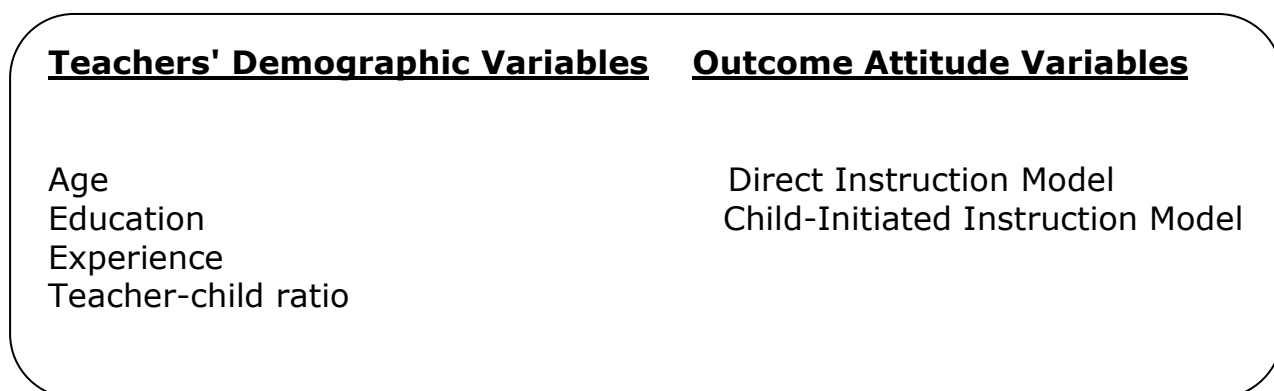 Teachers' Demographic Variables Outcome Attitude Variables
Age Direct Instruction Model
Education Child-Initiated Instruction Model
Experience
Teacher-child ratio